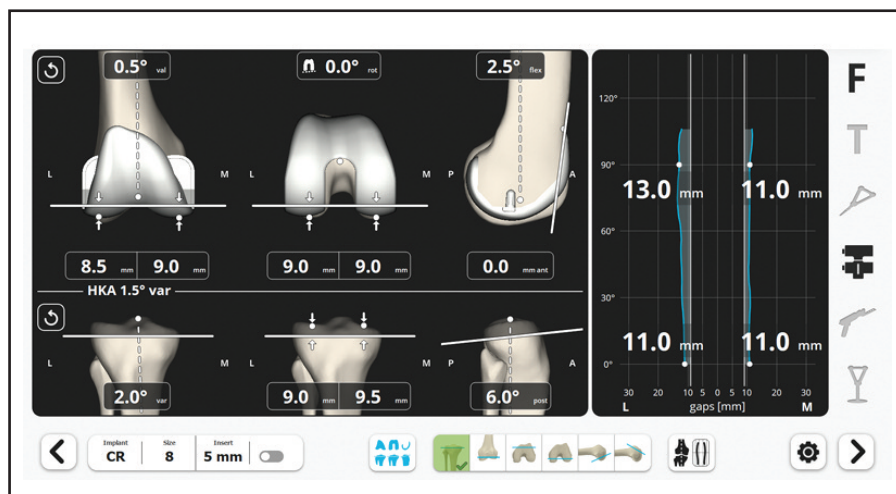 0.5° val
0.0° rot
2.5° flex
L M
L M
P A
8.5 mm 9.0 mm
9.0 mm 9.0 mm
0.0 mm ant
HKA 1.5° var
L M
L M
P A
2.0° var
9.0 mm 9.5 mm
6.0° post
120°
90°
13.0 mm 11.0 mm
60°
30°
11.0 mm 11.0 mm
0°
30 20 10 5 0 5 10 20 30
L gaps [mm] M
F
T
Implant Size Insert
CR 8 5 mm